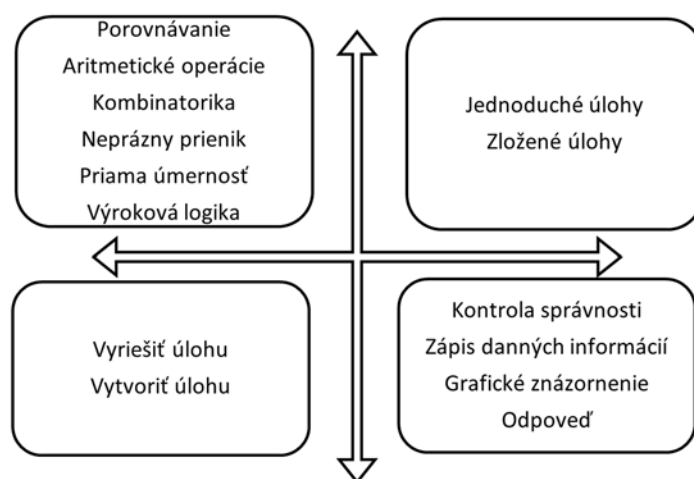 Porovnávanie
Aritmetické operácie
Kombinatorika
Neprázny prienik
Priama úmernosť
Výroková logika
Jednoduché úlohy
Zložené úlohy
Vyriešiť úlohu
Vytvoriť úlohu
Kontrola správnosti
Zápis daných informácií
Grafické znázornenie
Odpoveď